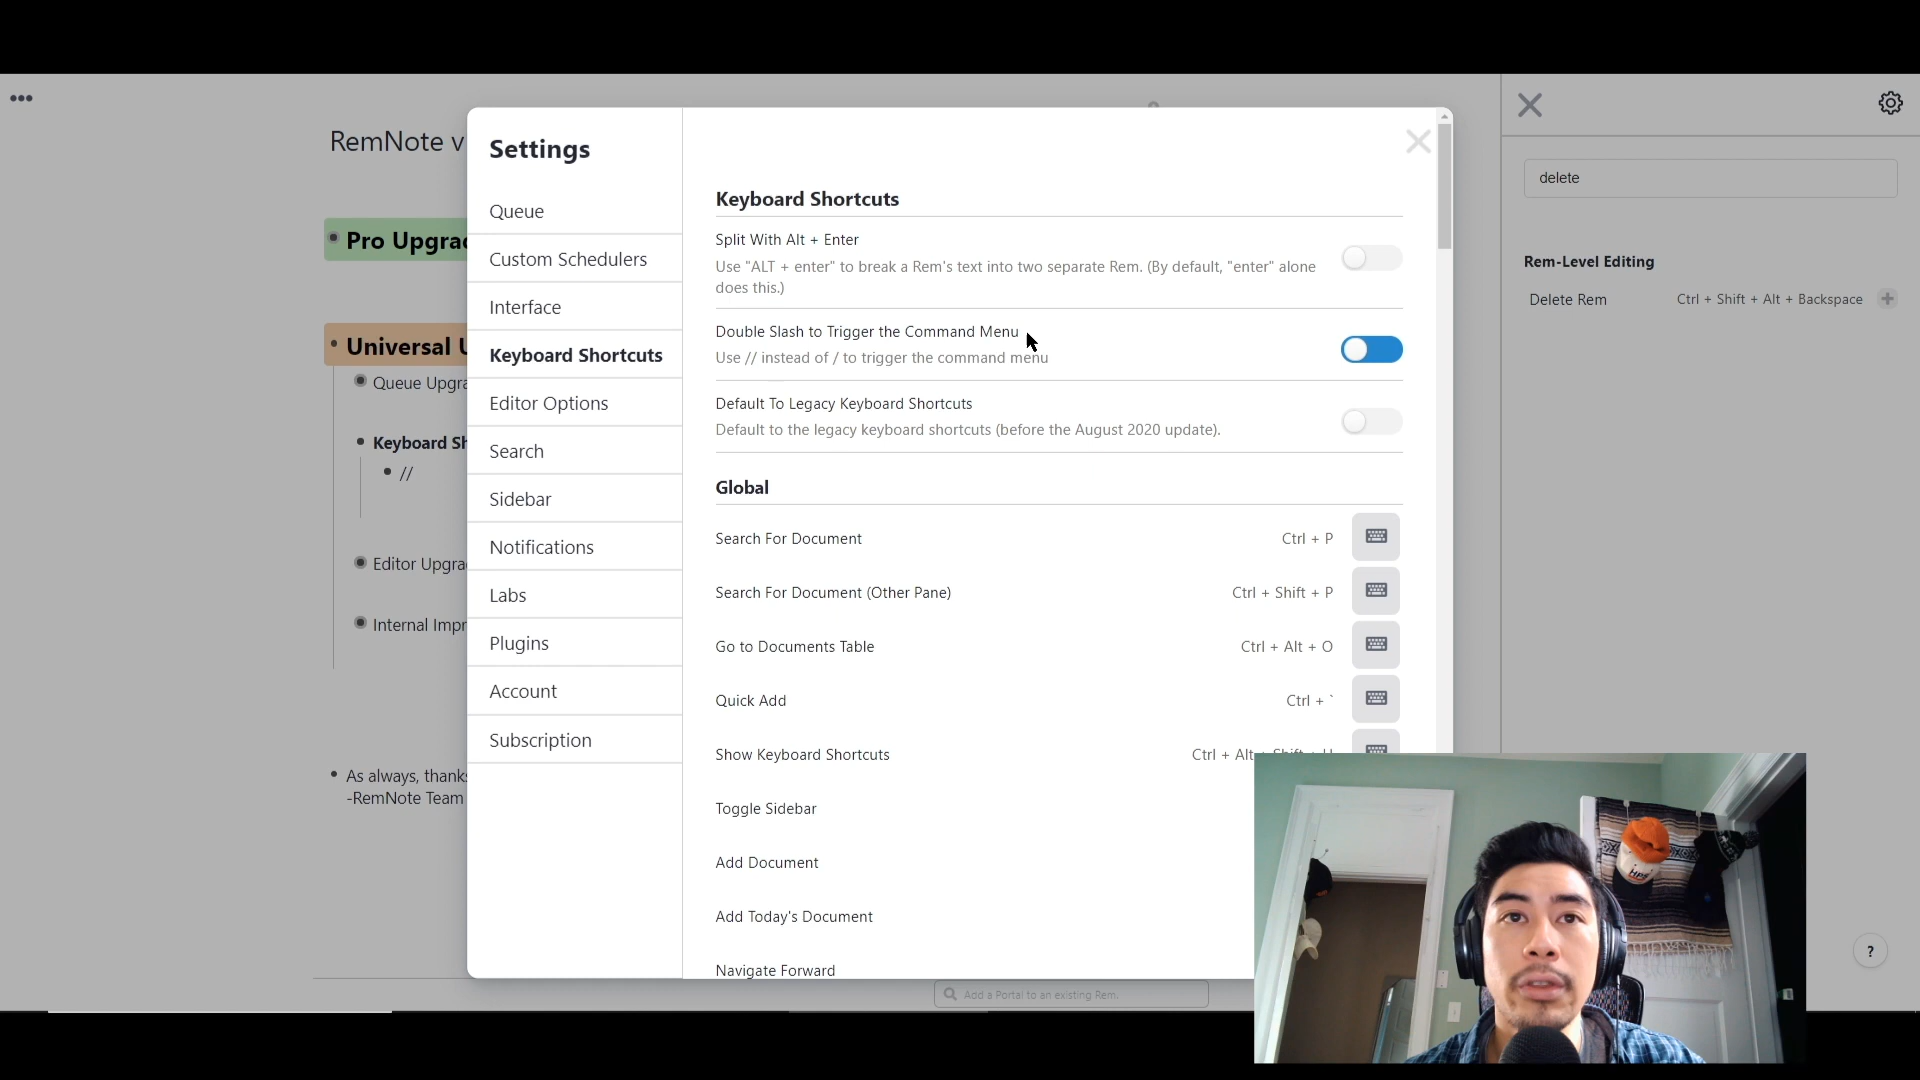 RemNote v
Pro Upgra
Universal U
Queue Upgra
Keyboard Sh
//
Editor Upgra
Internal Impr
As always, thanks
-RemNote Team
Settings
Queue
Custom Schedulers
Interface
Keyboard Shortcuts
Editor Options
Search
Sidebar
Notifications
Labs
Plugins
Account
Subscription
Keyboard Shortcuts
Split With Alt + Enter
Use "ALT + enter" to break a Rem's text into two separate Rem. (By default, "enter" alone
does this.)
Double Slash to Trigger the Command Menu
Use // instead of / to trigger the command menu
Default To Legacy Keyboard Shortcuts
Default to the legacy keyboard shortcuts (before the August 2020 update).
Global
Search For Document Ctrl + P
Search For Document (Other Pane) Ctrl + Shift + P
Go to Documents Table Ctrl + Alt + O
Quick Add Ctrl + `
Show Keyboard Shortcuts Ctrl + Alt + Shift +
Toggle Sidebar
Add Document
Add Today's Document
Navigate Forward
Add a Portal to an existing Rem.
delete
Rem-Level Editing
Delete Rem Ctrl + Shift + Alt + Backspace
?